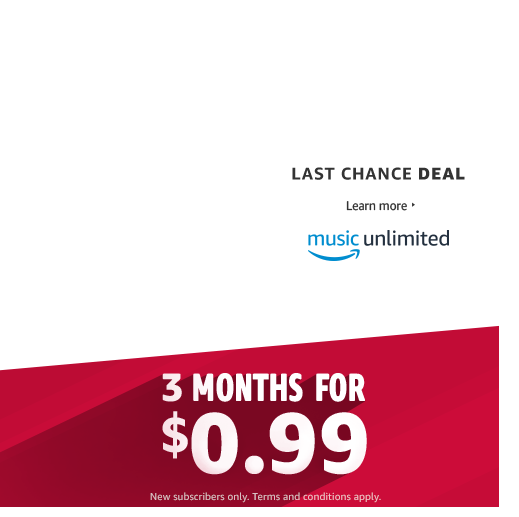 LAST CHANCE DEAL
Learn more ‣
music unlimited
3 MONTHS FOR
$0.99
New subscribers only. Terms and conditions apply.